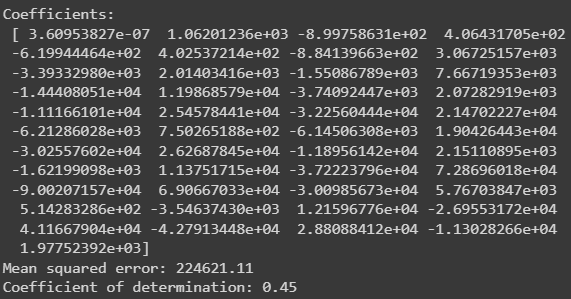 Coefficients:
[ 3.60953827e-07 1.06201236e+03 -8.99758631e+02 4.06431705e+02
-6.19944464e+02 4.02537214e+02 -8.84139663e+02 3.06725157e+03
-3.39332980e+03 2.01403416e+03 -1.55086789e+03 7.66719353e+03
-1.44408051e+04 1.19868579e+04 -3.74092447e+03 2.07282919e+03
-1.11166101e+04 2.54578441e+04 -3.22560444e+04 2.14702227e+04
-6.21286028e+03 7.50265188e+02 -6.14506308e+03 1.90426443e+04
-3.02557602e+04 2.62687845e+04 -1.18956142e+04 2.15110895e+03
-1.62199098e+03 1.13751715e+04 -3.72223796e+04 7.28696018e+04
-9.00207157e+04 6.90667033e+04 -3.00985673e+04 5.76703847e+03
5.14283286e+02 -3.54637430e+03 1.21596776e+04 -2.69553172e+04
4.11667904e+04 -4.27913448e+04 2.88088412e+04 -1.13028266e+04
1.97752392e+03]
Mean squared error: 224621.11
Coefficient of determination: 0.45